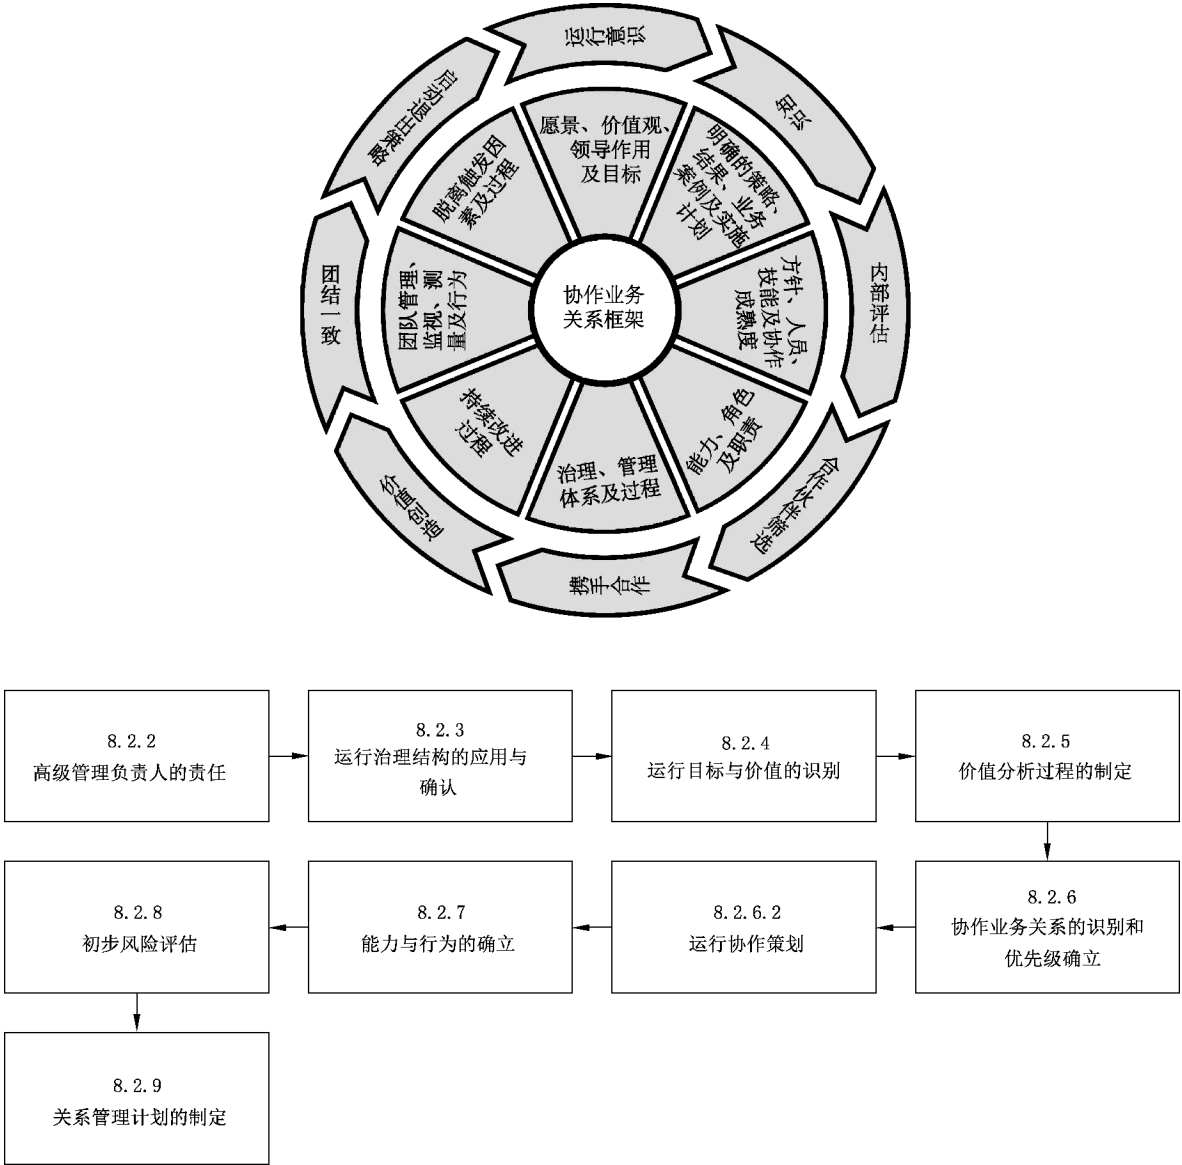 运行意识
知识
内部评估
合作伙伴筛选
携手合作
价值创造
团结一致
启动退出策略
愿景、价值观、
领导作用
及目标
明确的策略、
结果、业务
案例及实施
计划
方针、人员、
技能及协作
成熟度
能力、角色
及职责
治理、管理
体系及过程
持续改进
过程
团队管理、
监视、测
量及行为
脱离触发因
素及过程
协作业务
关系框架
8.2.2
高级管理负责人的责任
8.2.3
运行治理结构的应用与
确认
8.2.4
运行目标与价值的识别
8.2.5
价值分析过程的制定
8.2.6
协作业务关系的识别和
优先级确立
8.2.6.2
运行协作策划
8.2.7
能力与行为的确立
8.2.8
初步风险评估
8.2.9
关系管理计划的制定